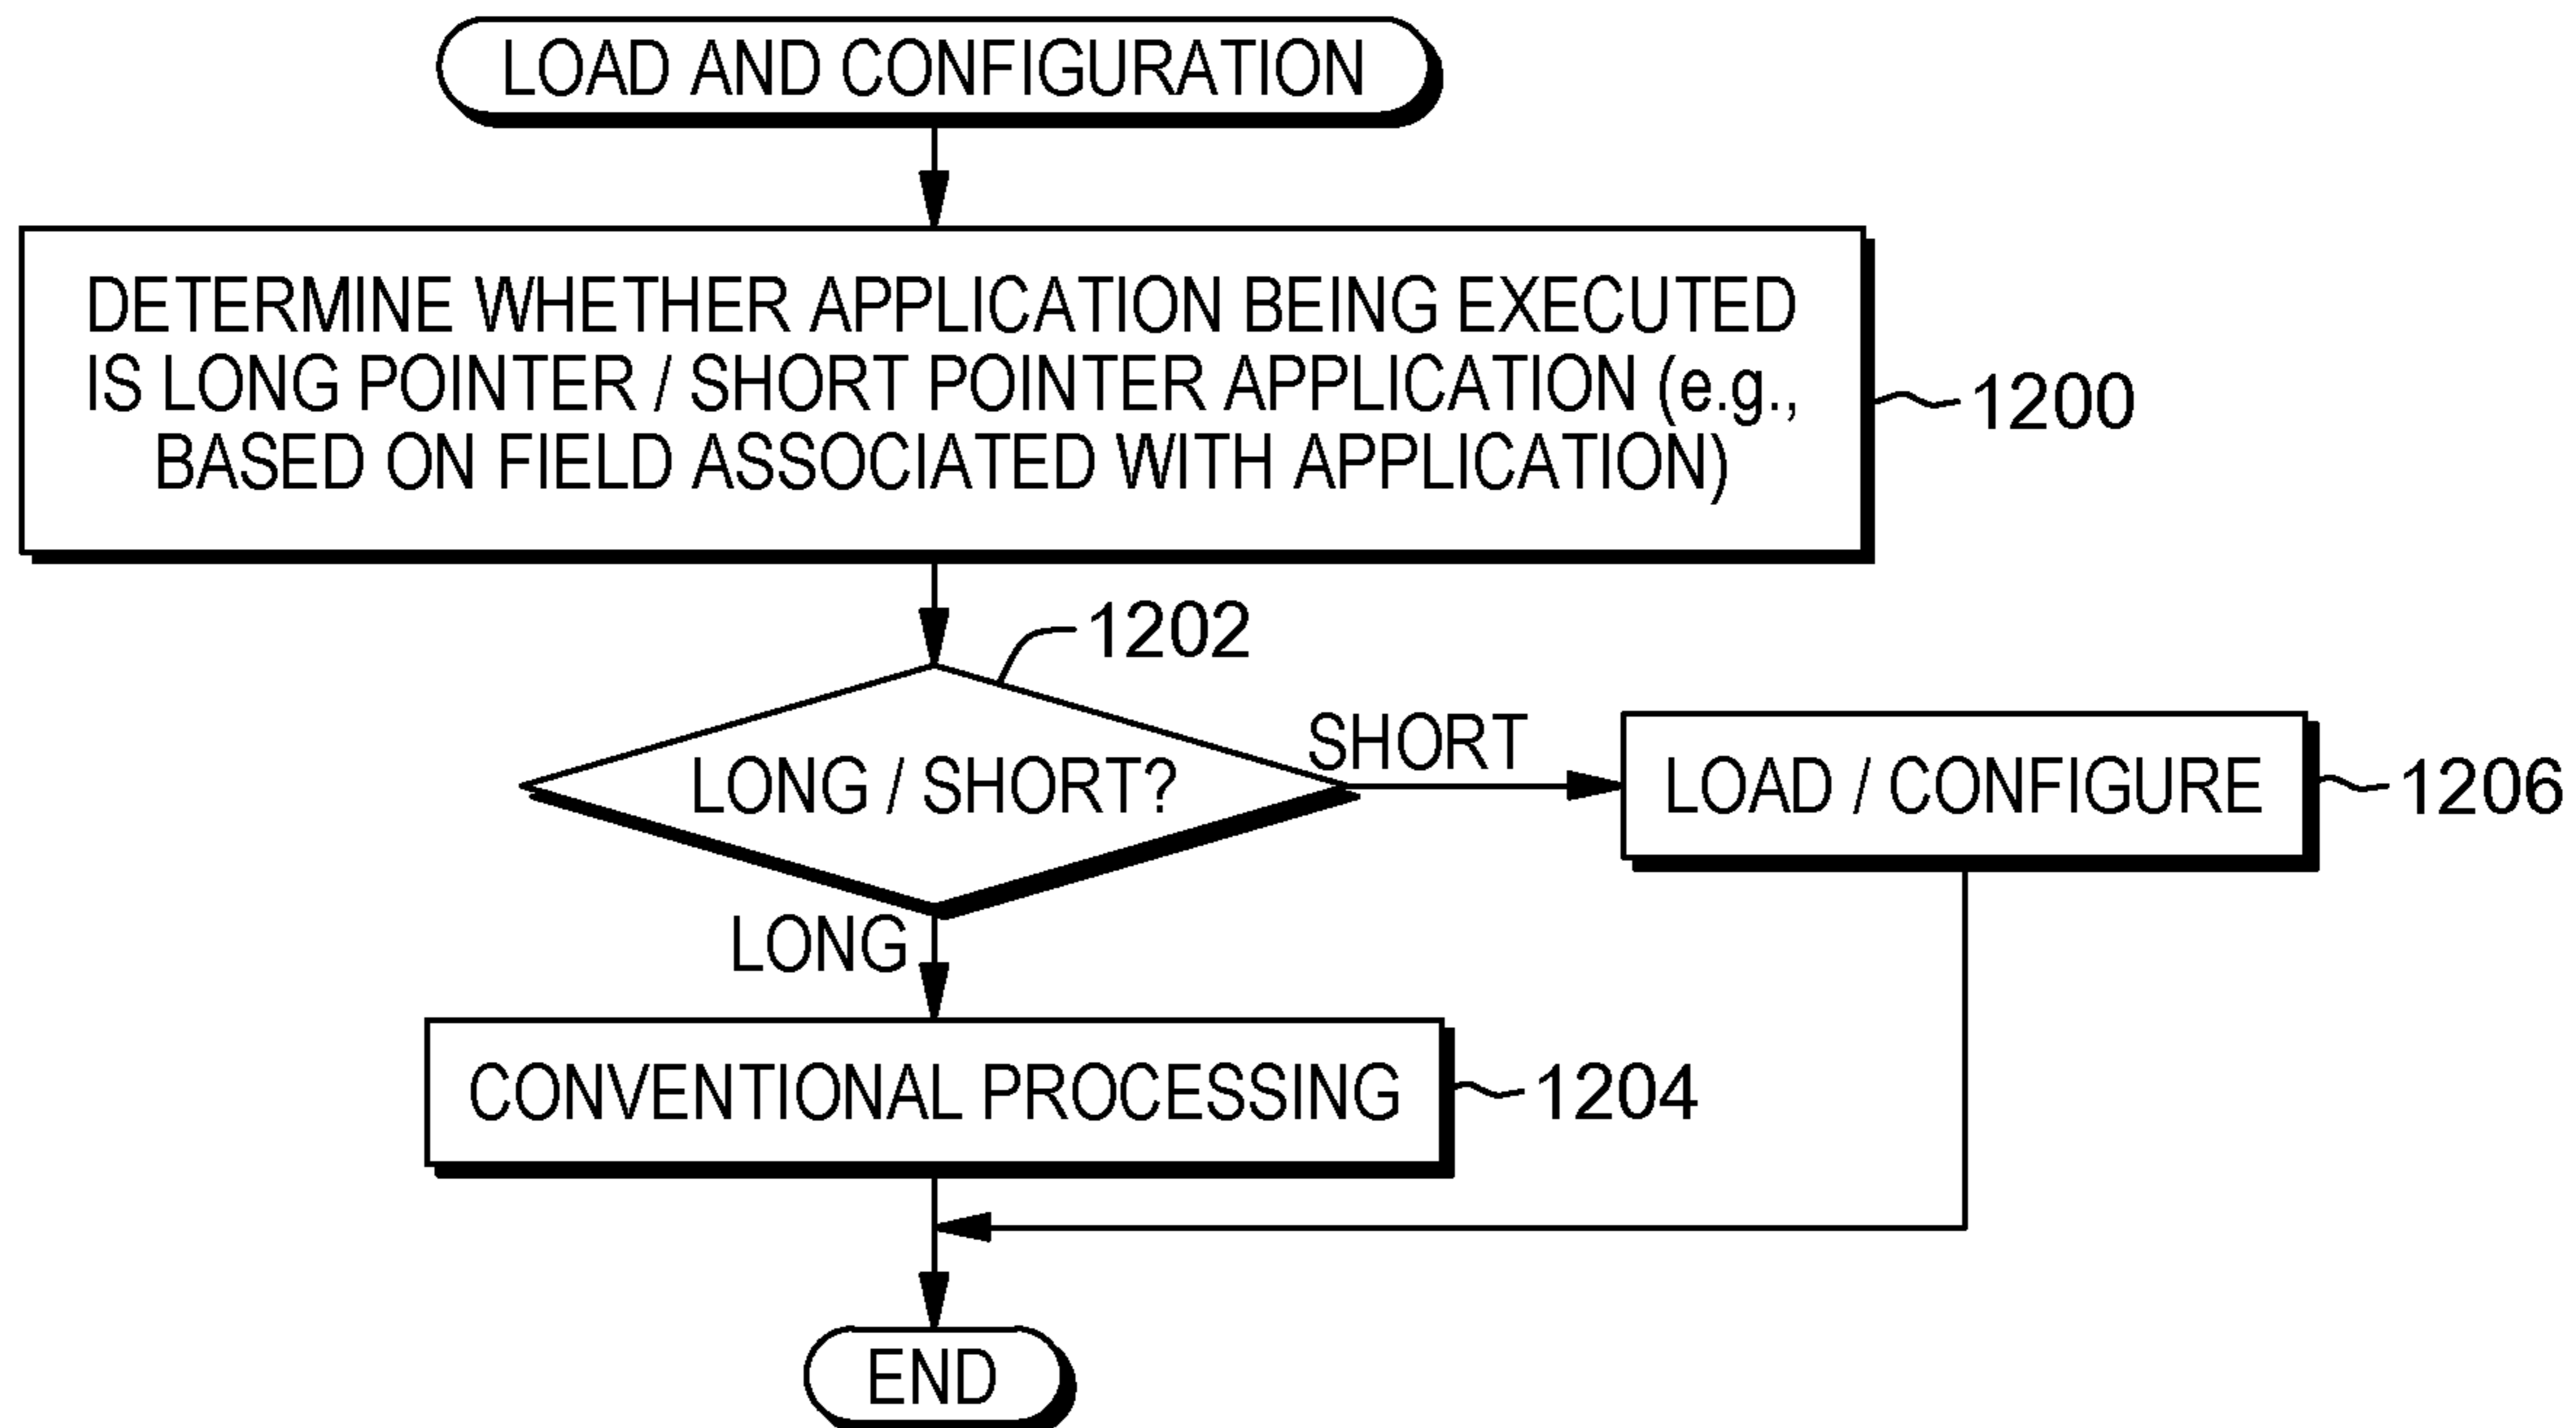 LOAD AND CONFIGURATION
DETERMINE WHETHER APPLICATION BEING EXECUTED
IS LONG POINTER / SHORT POINTER APPLICATION (e.g.,
BASED ON FIELD ASSOCIATED WITH APPLICATION)
1200
1202
LONG / SHORT?
SHORT
LOAD / CONFIGURE
1206
LONG
CONVENTIONAL PROCESSING
1204
END